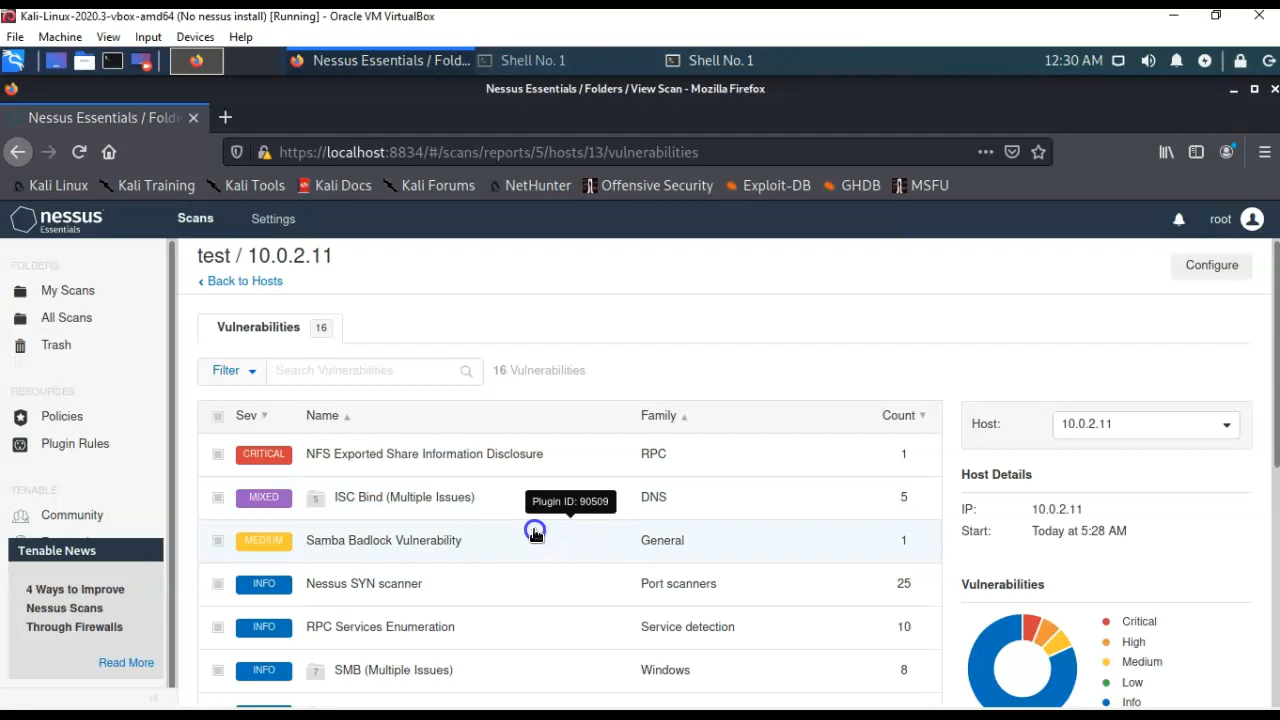 Kali-Linux-2020.3-vbox-amd64 (No nessus install) [Running] - Oracle VM VirtualBox
File Machine View Input Devices Help
Nessus Essentials / Fold... Shell No. 1 Shell No. 1 12:30 AM
Nessus Essentials / Folders / View Scan - Mozilla Firefox
Nessus Essentials / Folde
https://localhost:8834/#/scans/reports/5/hosts/13/vulnerabilities
Kali Linux Kali Training Kali Tools Kali Docs Kali Forums NetHunter Offensive Security Exploit-DB GHDB MSFU
nessus Essentials Scans Settings root
test / 10.0.2.11
Configure
Back to Hosts
FOLDERS
My Scans
All Scans
Trash
RESOURCES
Policies
Plugin Rules
TENABLE
Community
Tenable News
4 Ways to Improve
Nessus Scans
Through Firewalls
Read More
Vulnerabilities 16
Filter Search Vulnerabilities 16 Vulnerabilities
Sev Name Family Count
CRITICAL NFS Exported Share Information Disclosure RPC 1
MIXED 5 ISC Bind (Multiple Issues) DNS 5
Plugin ID: 90509
MEDIUM Samba Badlock Vulnerability General 1
INFO Nessus SYN scanner Port scanners 25
INFO RPC Services Enumeration Service detection 10
INFO 7 SMB (Multiple Issues) Windows 8
Host: 10.0.2.11
Host Details
IP: 10.0.2.11
Start: Today at 5:28 AM
Vulnerabilities
Critical
High
Medium
Low
Info